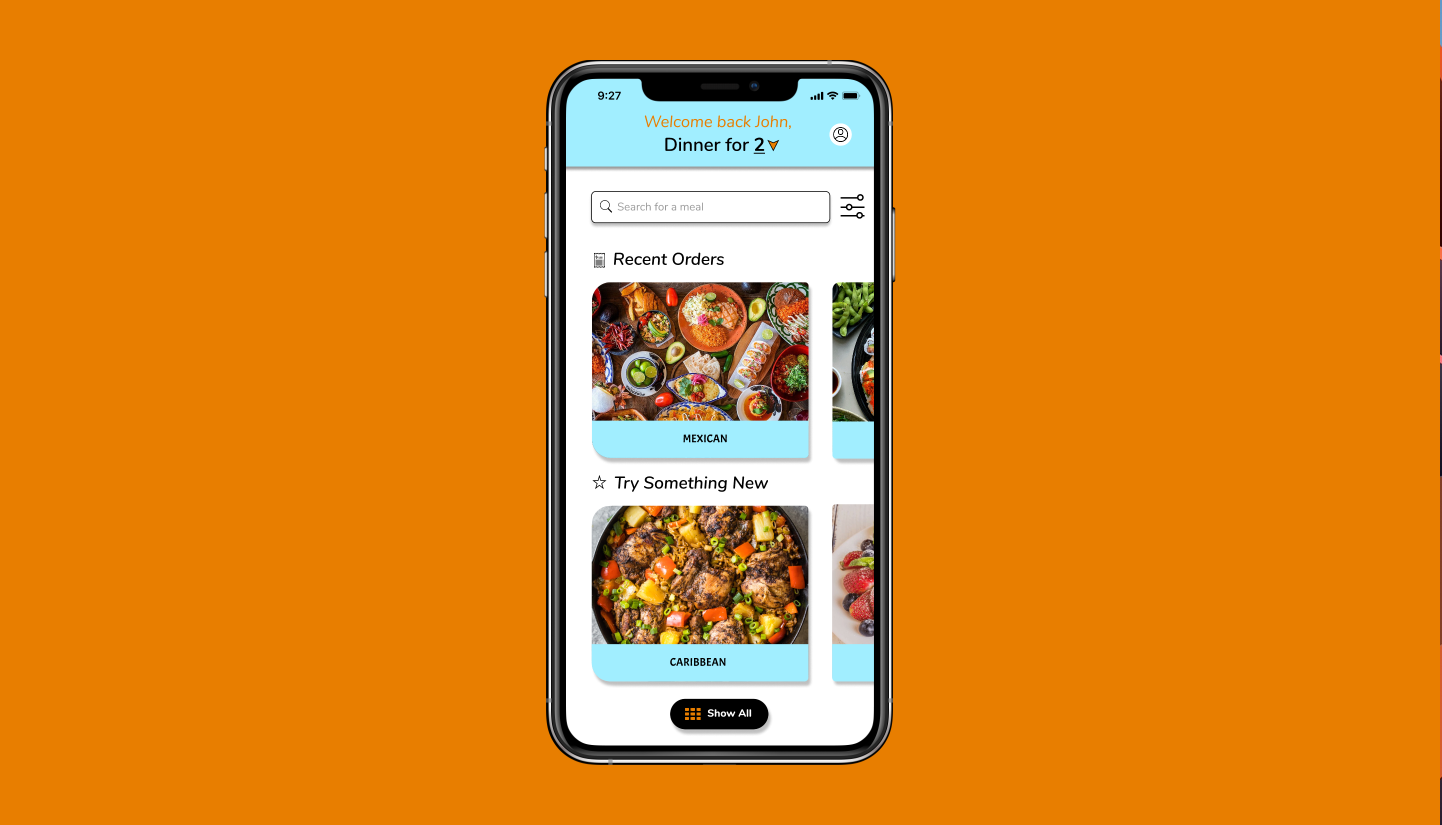 9:27
Welcome back John,
Dinner for 2
Search for a meal
Recent Orders
MEXICAN
Try Something New
CARIBBEAN
Show All